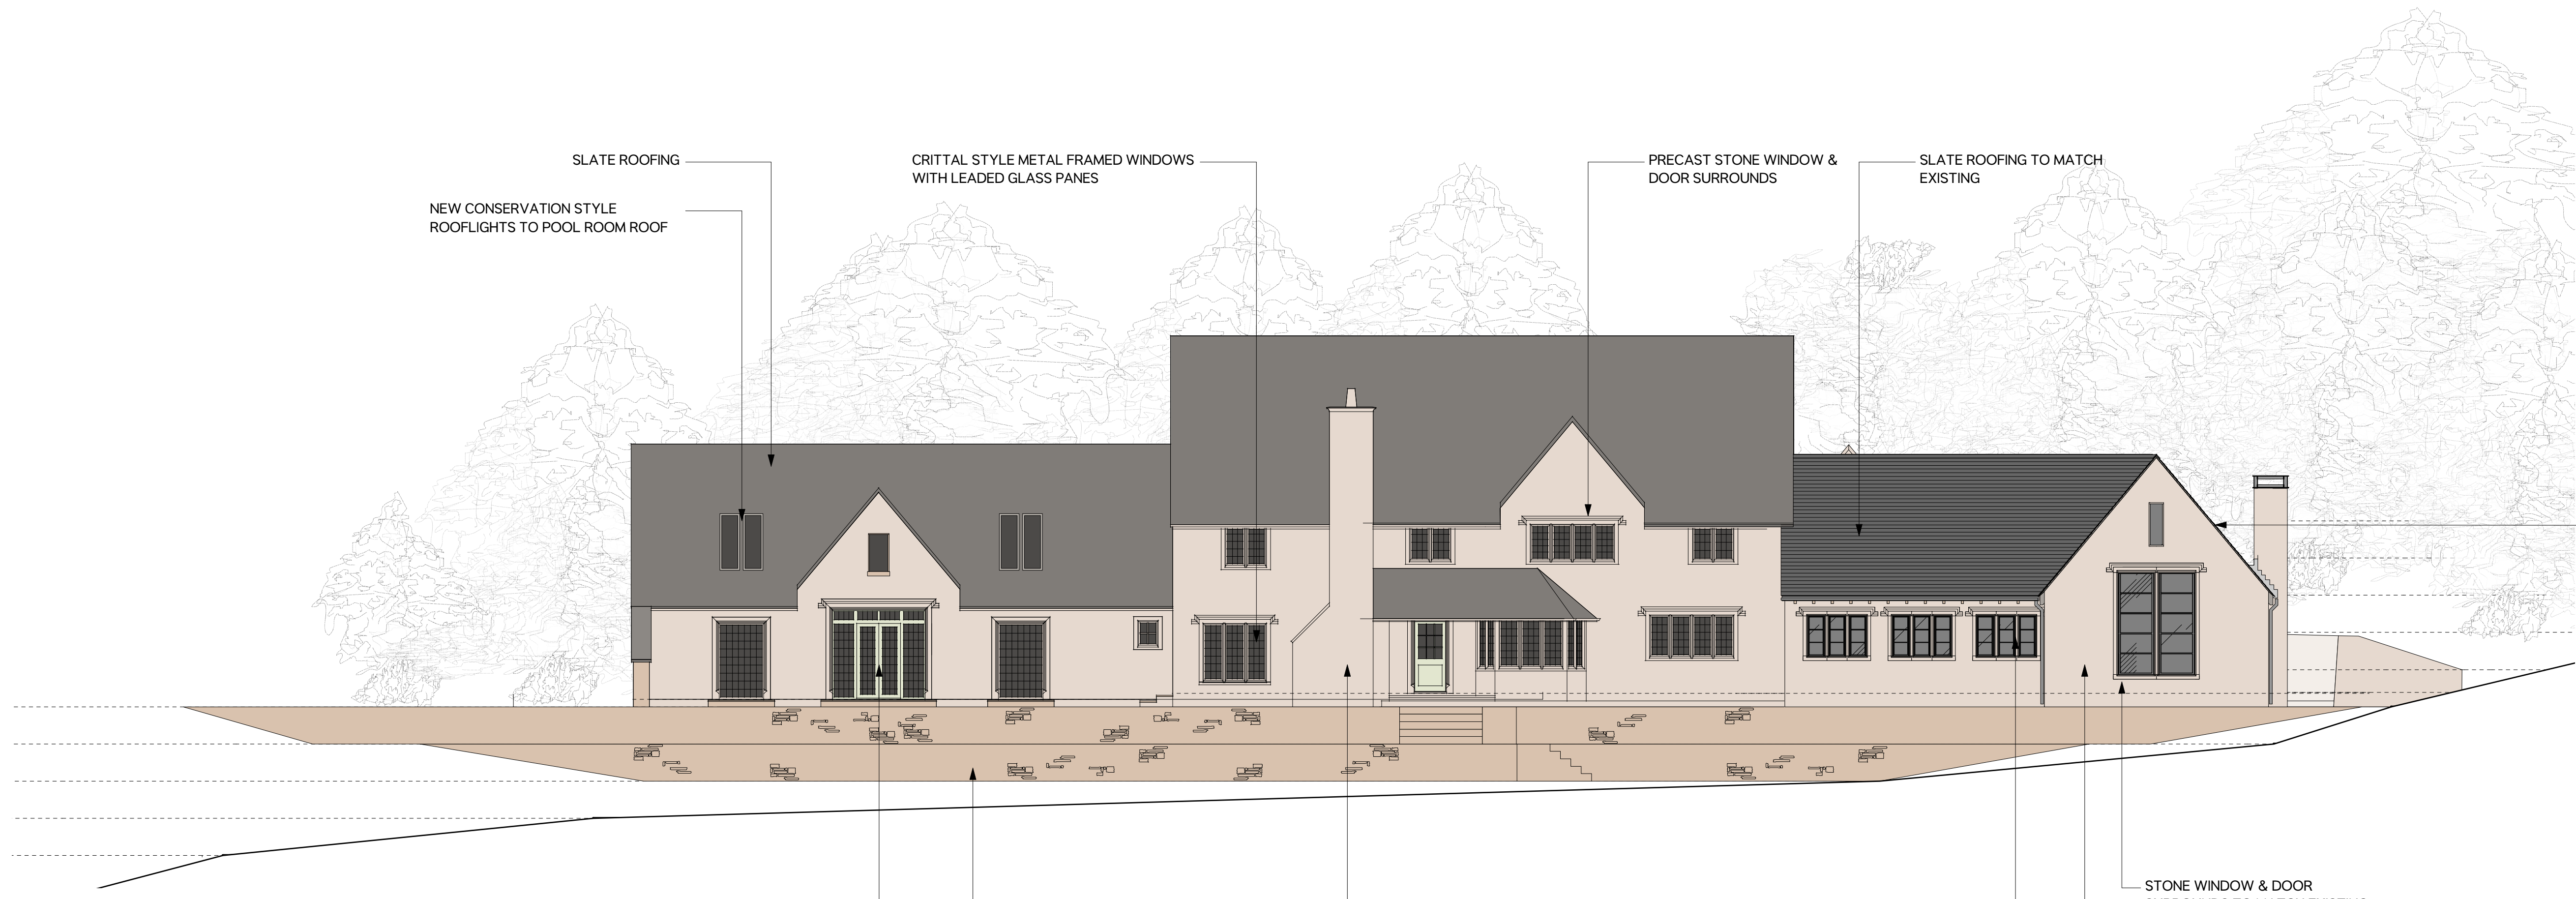 SLATE ROOFING
NEW CONSERVATION STYLE
ROOFLIGHTS TO POOL ROOM ROOF
CRITTAL STYLE METAL FRAMED WINDOWS
WITH LEADED GLASS PANES
PRECAST STONE WINDOW &
DOOR SURROUNDS
SLATE ROOFING TO MATCH
EXISTING
STONE WINDOW & DOOR